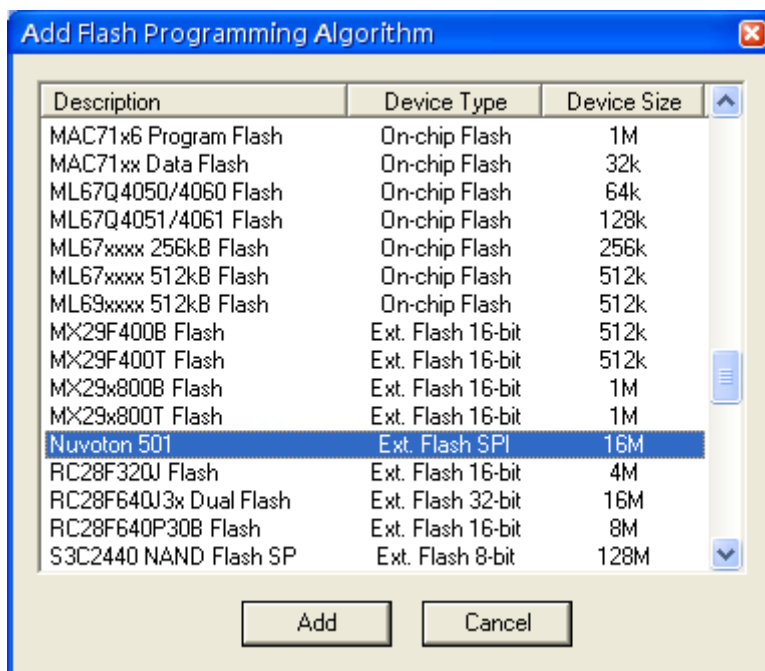 Add Flash Programming Algorithm
Description Device Type Device Size
MAC71x6 Program Flash On-chip Flash 1M
MAC71xx Data Flash On-chip Flash 32k
ML67Q4050/4060 Flash On-chip Flash 64k
ML67Q4051/4061 Flash On-chip Flash 128k
ML67xxxx 256kB Flash On-chip Flash 256k
ML67xxxx 512kB Flash On-chip Flash 512k
ML69xxxx 512kB Flash On-chip Flash 512k
MX29F400B Flash Ext. Flash 16-bit 512k
MX29F400T Flash Ext. Flash 16-bit 512k
MX29x800B Flash Ext. Flash 16-bit 1M
MX29x800T Flash Ext. Flash 16-bit 1M
Nuvoton 501 Ext. Flash SPI 16M
RC28F320J Flash Ext. Flash 16-bit 4M
RC28F640J3x Dual Flash Ext. Flash 32-bit 16M
RC28F640P30B Flash Ext. Flash 16-bit 8M
S3C2440 NAND Flash SP Ext. Flash 8-bit 128M
Add Cancel